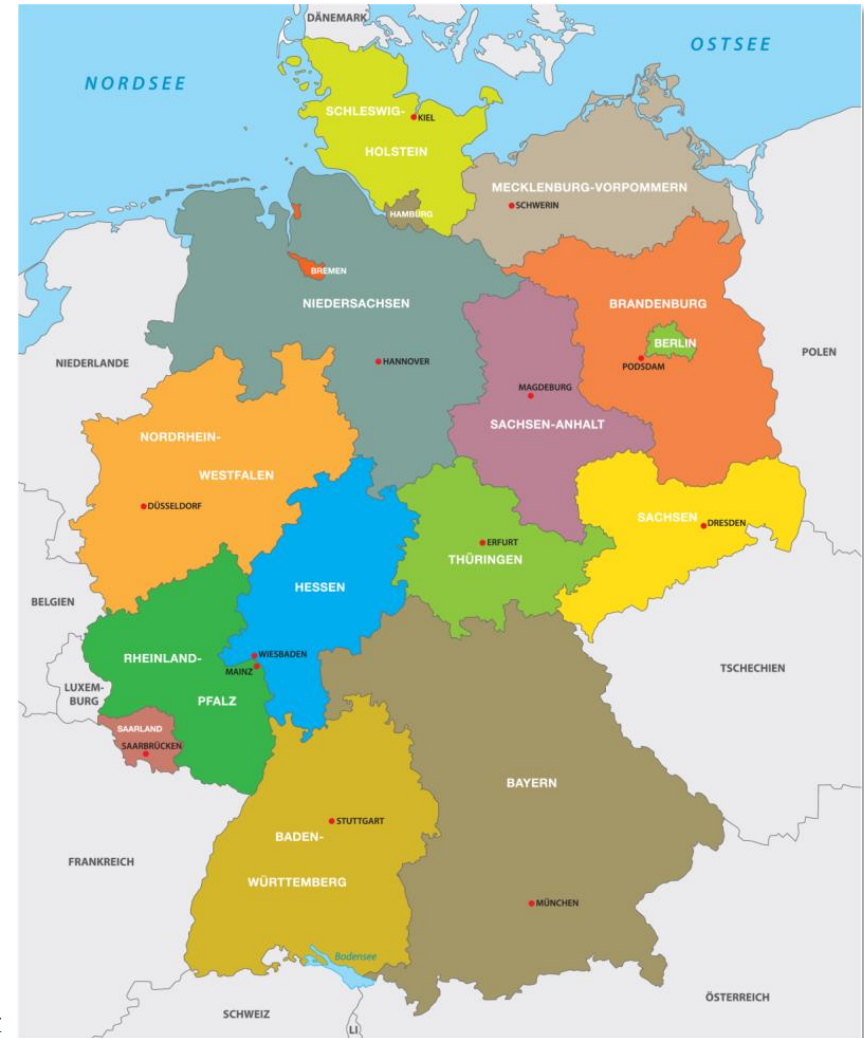 DÄNEMARK
OSTSEE
NORDSEE
SCHLESWIG-
KIEL
HOLSTEIN
MECKLENBURG-VORPOMMERN
SCHWERIN
HAMBURG
BREMEN
NIEDERSACHSEN
BRANDENBURG
BERLIN
POLEN
NIEDERLANDE
HANNOVER
PODSDAM
MAGDEBURG
SACHSEN-ANHALT
NORDRHEIN-
WESTFALEN
DÜSSELDORF
SACHSEN
DRESDEN
ERFURT
THÜRINGEN
HESSEN
BELGIEN
WIESBADEN
RHEINLAND-
MAINZ
TSCHECHIEN
LUXEM-
BURG
PFALZ
SAARLAND
SAARBRÜCKEN
BAYERN
STUTTGART
BADEN-
FRANKREICH
WÜRTTEMBERG
MÜNCHEN
Bodensee
ÖSTERREICH
SCHWEIZ
LI